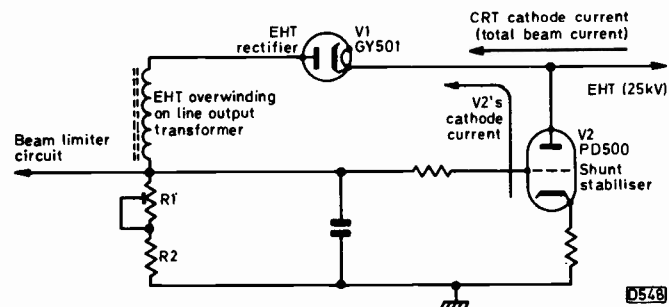 EHT
rectifier
V1
GY501
CRT cathode current
(total beam current)
EHT overwinding
on line output
transformer
V2's
cathode
current
EHT (25kV)
V2
PD500
Shunt
stabiliser
Beam limiter
circuit
R1
R2
D548